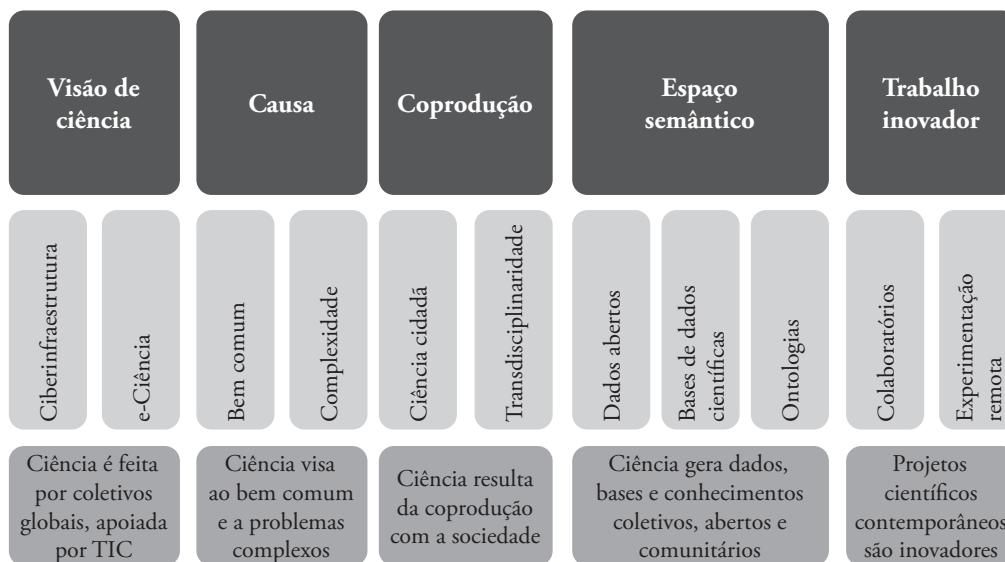 Visão de
ciência
Causa
Coprodução
Espaço
semântico
Trabalho
inovador
Ciberinfraestrutura
e-Ciência
Bem comum
Complexidade
Ciência cidadã
Transdisciplinaridade
Dados abertos
Bases de dados
científicas
Ontologias
Colaboratórios
Experimentação
remota
Ciência é feita
por coletivos
globais, apoiada
por TIC
Ciência visa
ao bem comum
e a problemas
complexos
Ciência resulta
da coprodução
com a sociedade
Ciência gera dados,
bases e conhecimentos
coletivos, abertos e
comunitários
Projetos
científicos
contemporâneos
são inovadores